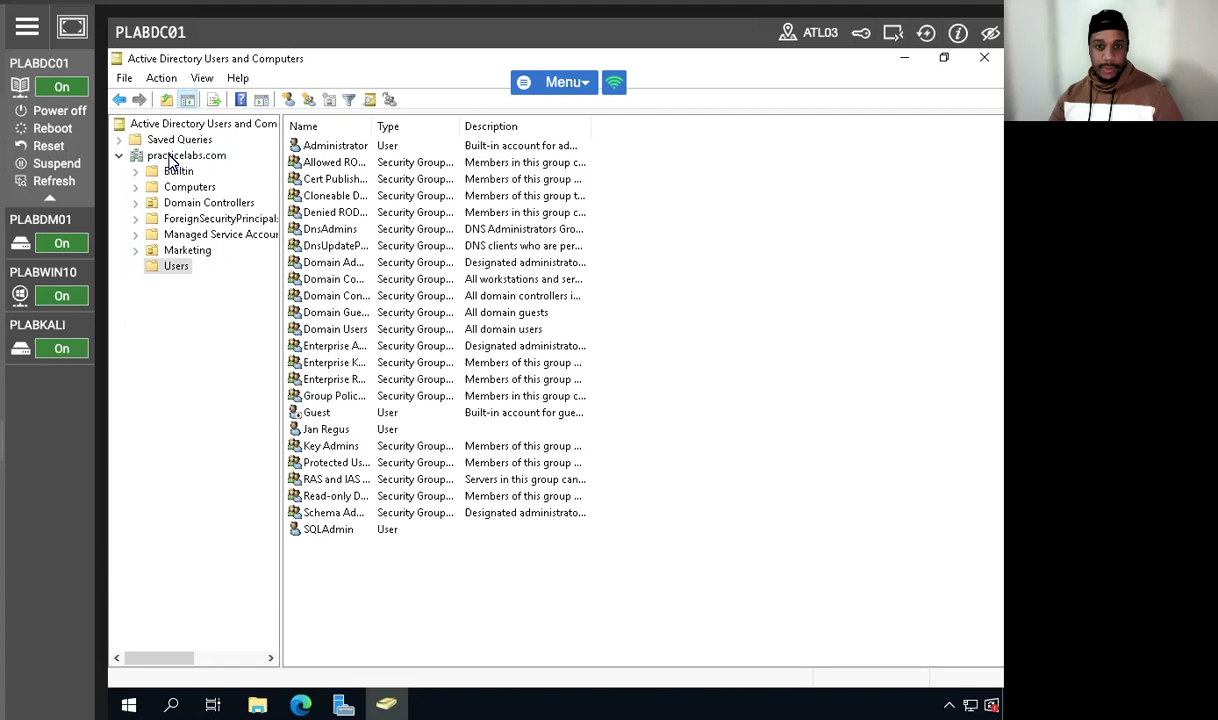 PLABDC01
On
Power off
Reboot
Reset
Suspend
Refresh
PLABDM01
On
PLABWIN10
On
PLABKALI
On
PLABDC01
ATL03
Active Directory Users and Computers
File Action View Help
Menu
Active Directory Users and Com
Saved Queries
practicelabs.com
Builtin
Computers
Domain Controllers
ForeignSecurityPrincipal:
Managed Service Accour
Marketing
Users
Name Type Description
Administrator User Built-in account for ad...
Allowed RO... Security Group... Members in this group c...
Cert Publish... Security Group... Members of this group ...
Cloneable D... Security Group... Members of this group t...
Denied ROD... Security Group... Members in this group c...
DnsAdmins Security Group... DNS Administrators Gro...
DnsUpdateP... Security Group... DNS clients who are per...
Domain Ad... Security Group... Designated administrato...
Domain Co... Security Group... All workstations and ser...
Domain Con... Security Group... All domain controllers i...
Domain Gue... Security Group... All domain guests
Domain Users Security Group... All domain users
Enterprise A... Security Group... Designated administrato...
Enterprise K... Security Group... Members of this group ...
Enterprise R... Security Group... Members of this group ...
Group Polic... Security Group... Members in this group c...
Guest User Built-in account for gue...
Jan Regus User
Key Admins Security Group... Members of this group ...
Protected Us... Security Group... Members of this group ...
RAS and IAS ... Security Group... Servers in this group can...
Read-only D... Security Group... Members of this group ...
Schema Ad... Security Group... Designated administrato...
SQLAdmin User